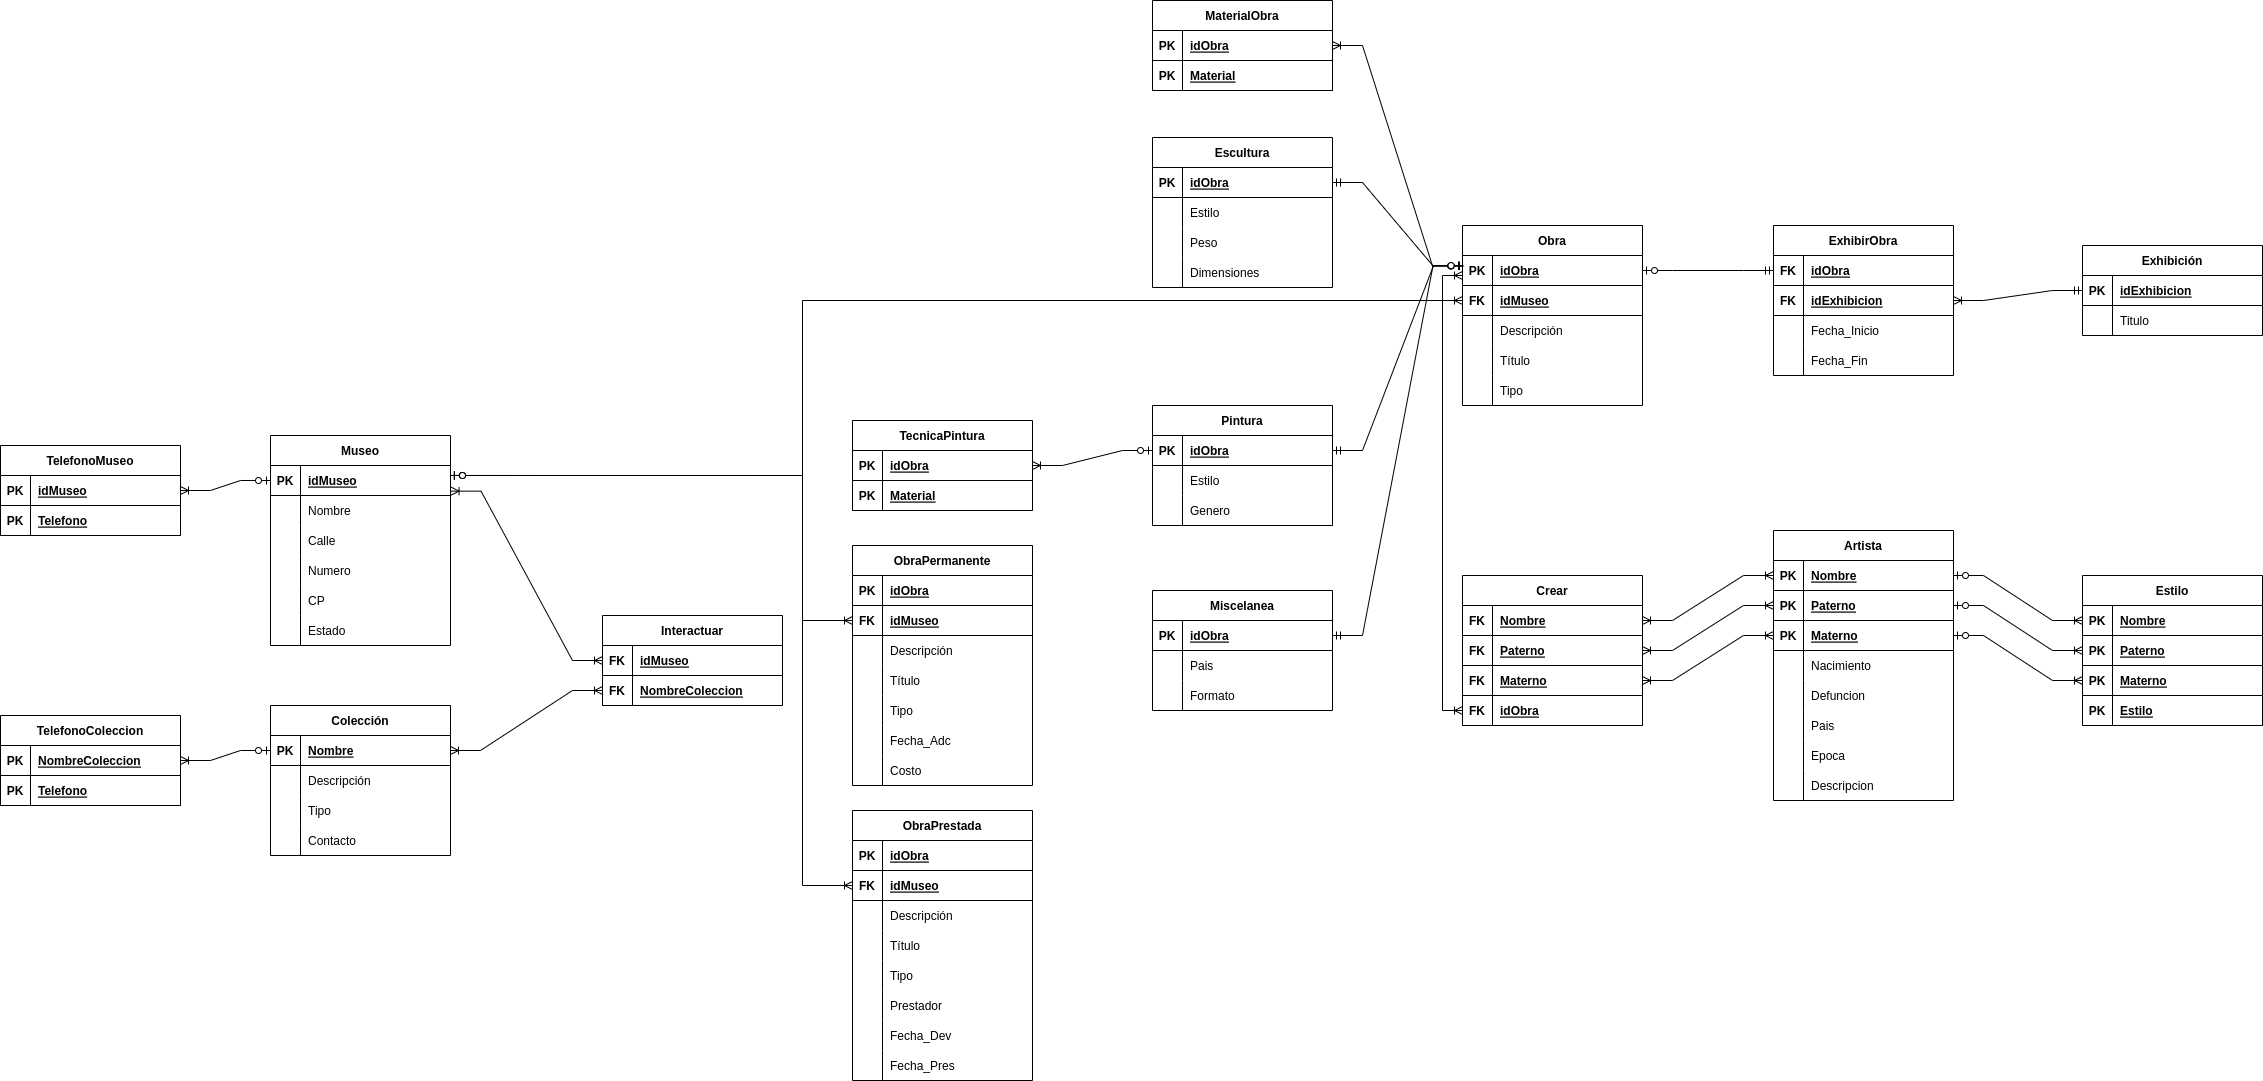 MaterialObra
PK idObra
PK Material
Escultura
PK idObra
Estilo
Peso
Dimensiones
Obra
PK idObra
FK idMuseo
Descripción
Título
Tipo
ExhibirObra
FK idObra
FK idExhibicion
Fecha_Inicio
Fecha_Fin
Exhibición
PK idExhibicion
Titulo
TelefonoMuseo
PK idMuseo
PK Telefono
Museo
PK idMuseo
Nombre
Calle
Numero
CP
Estado
TecnicaPintura
PK idObra
PK Material
Pintura
PK idObra
Estilo
Genero
ObraPermanente
PK idObra
FK idMuseo
Descripción
Título
Tipo
Fecha_Adc
Costo
Miscelanea
PK idObra
Pais
Formato
Crear
FK Nombre
FK Paterno
FK Materno
FK idObra
Artista
PK Nombre
PK Paterno
PK Materno
Nacimiento
Defuncion
Pais
Epoca
Descripcion
Estilo
PK Nombre
PK Paterno
PK Materno
PK Estilo
Interactuar
FK idMuseo
FK NombreColeccion
TelefonoColeccion
PK NombreColeccion
PK Telefono
Colección
PK Nombre
Descripción
Tipo
Contacto
ObraPrestada
PK idObra
FK idMuseo
Descripción
Título
Tipo
Prestador
Fecha_Dev
Fecha_Pres